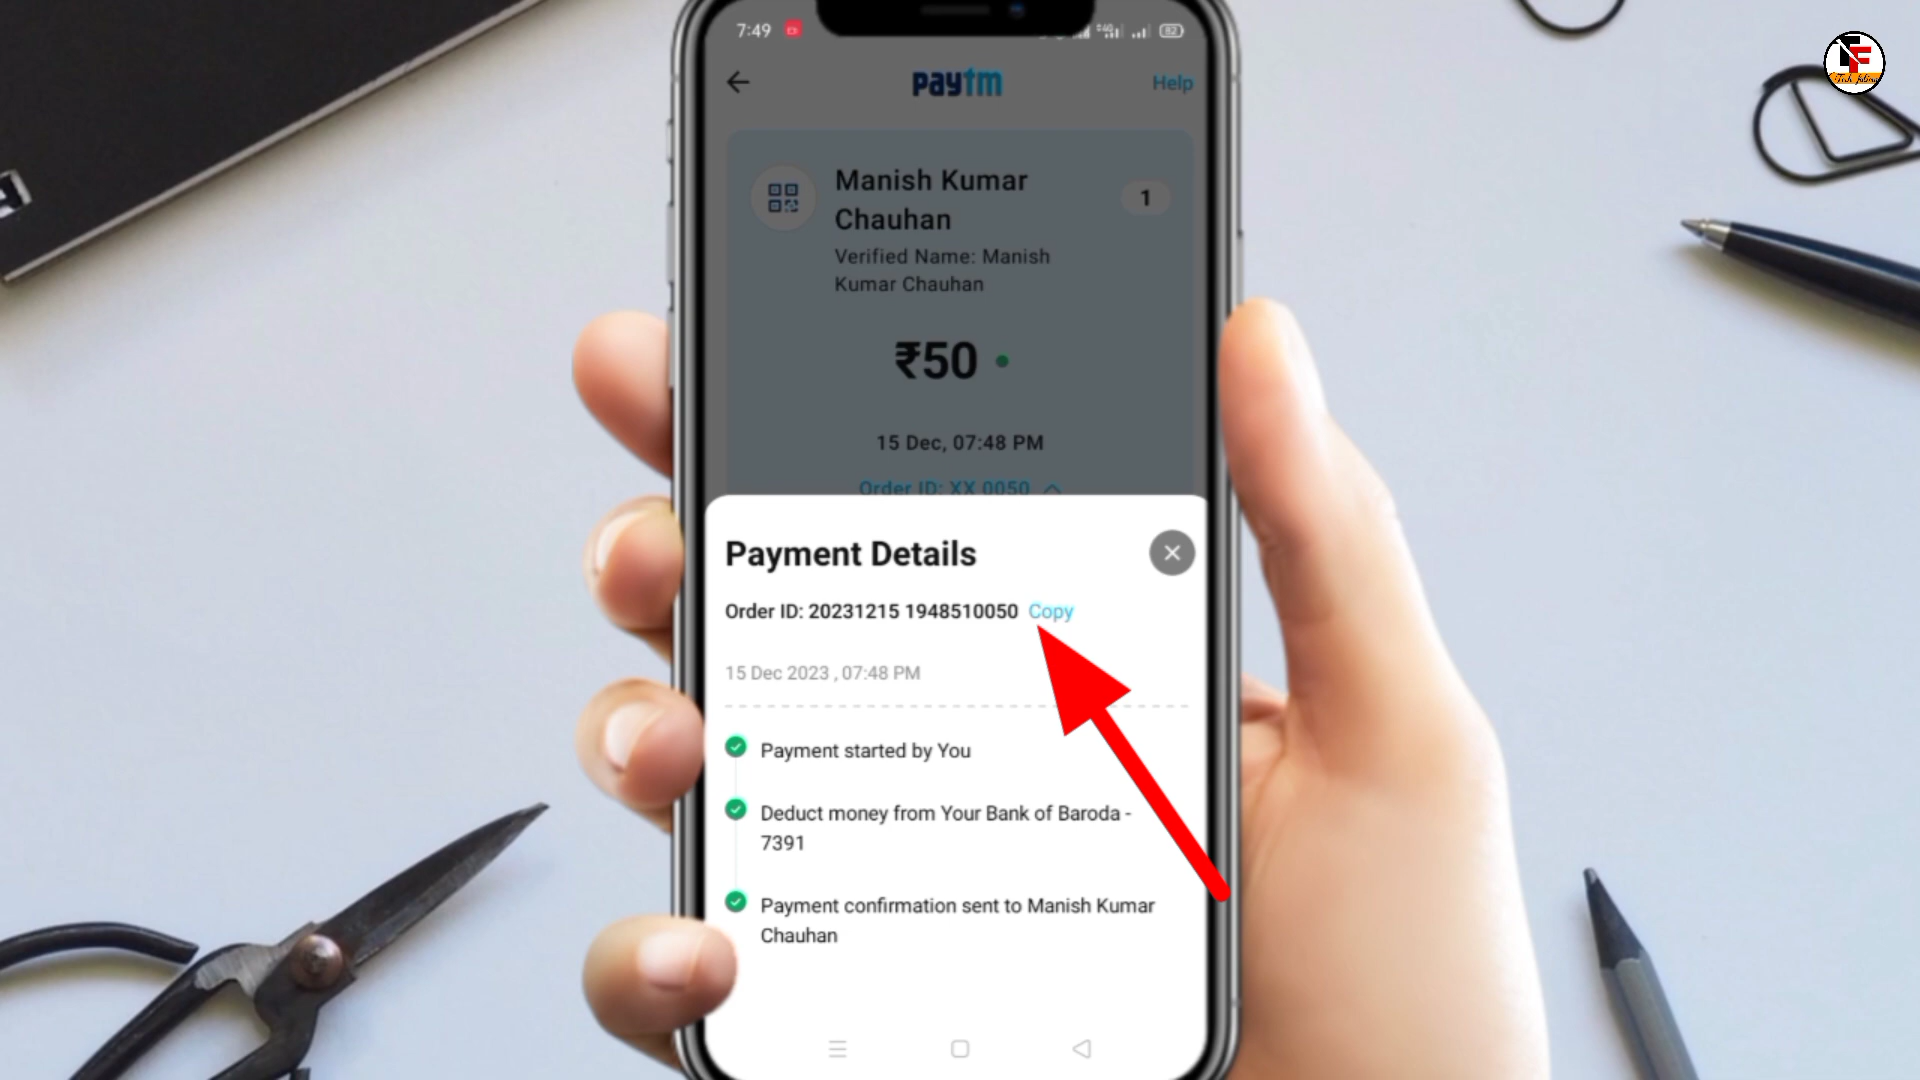 7:49
82
paytm
Help
Manish Kumar
Chauhan
1
Verified Name: Manish
Kumar Chauhan
₹50
15 Dec, 07:48 PM
Order ID: XX 0050
Payment Details
Order ID: 20231215 1948510050 Copy
15 Dec 2023 , 07:48 PM
Payment started by You
Deduct money from Your Bank of Baroda -
7391
Payment confirmation sent to Manish Kumar
Chauhan